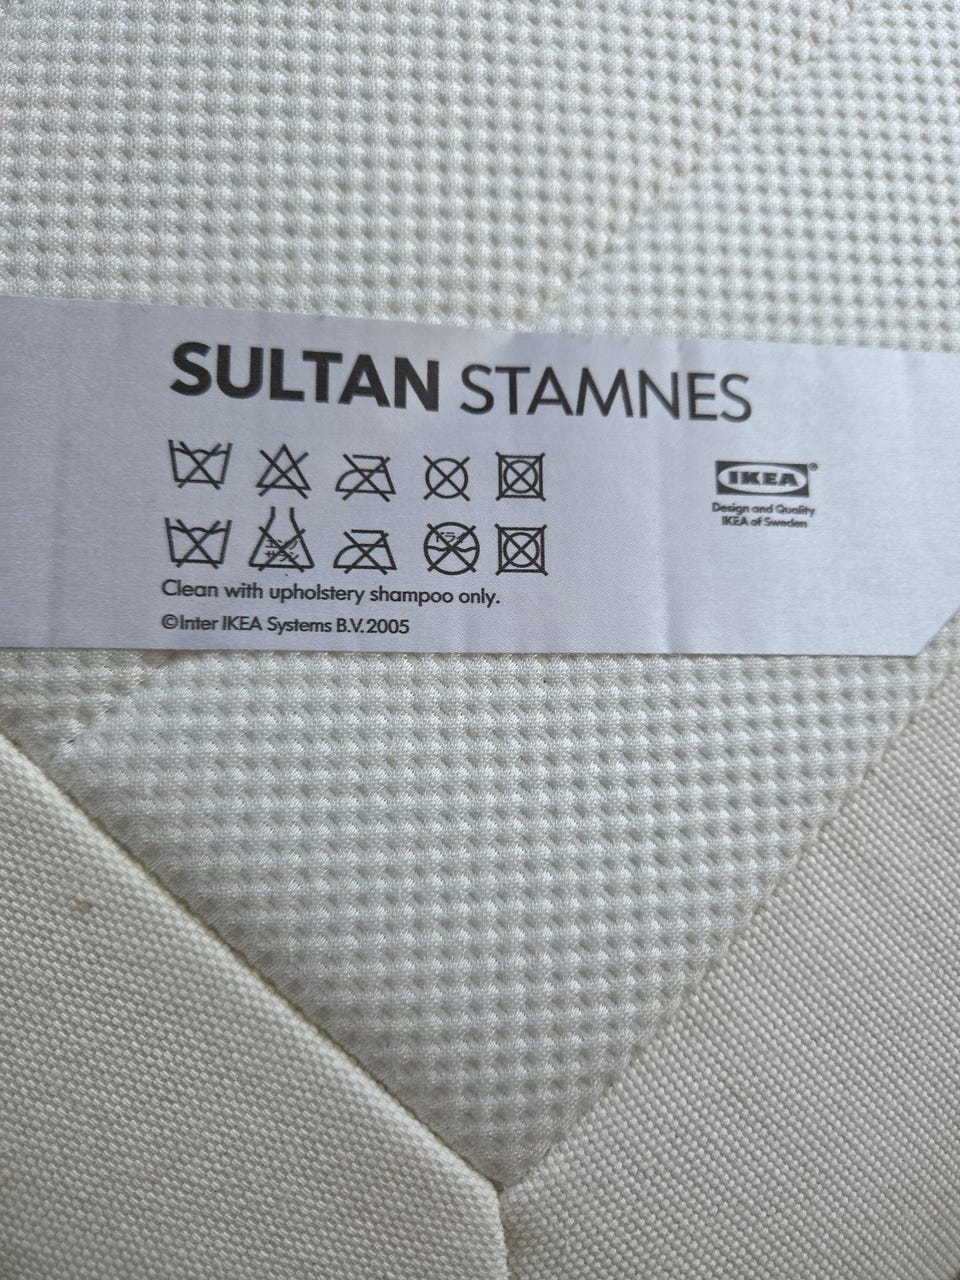 SULTAN STAMNES
IKEA®
Design and Quality
IKEA of Sweden
Clean with upholstery shampoo only.
©Inter IKEA Systems B.V. 2005